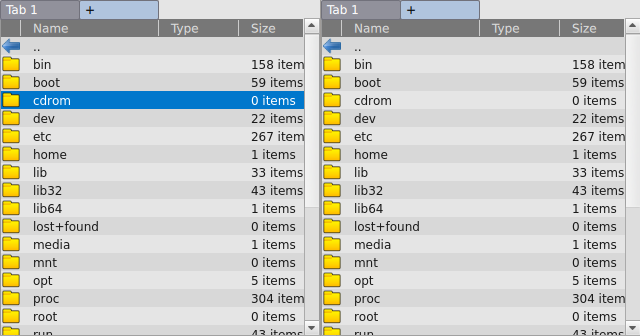 Tab 1 + Tab 1 +
Name Type Size Name Type Size
.. ..
bin 158 item bin 158 item
boot 59 items boot 59 items
cdrom 0 items cdrom 0 items
dev 22 items dev 22 items
etc 267 item etc 267 item
home 1 items home 1 items
lib 33 items lib 33 items
lib32 43 items lib32 43 items
lib64 1 items lib64 1 items
lost+found 0 items lost+found 0 items
media 1 items media 1 items
mnt 0 items mnt 0 items
opt 5 items opt 5 items
proc 304 item proc 304 item
root 0 items root 0 items
run 43 items run 43 items